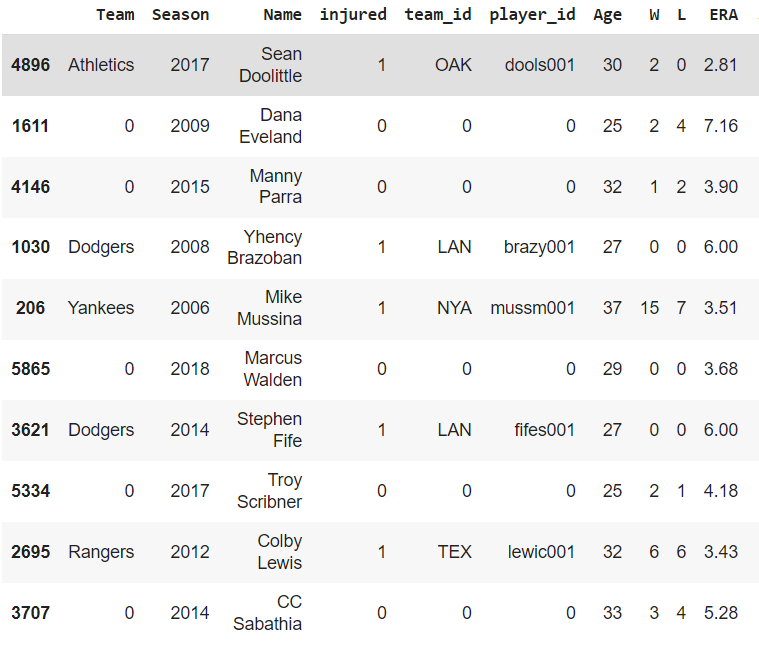 Team Season Name injured team_id player_id Age W L ERA
4896 Athletics 2017 Sean Doolittle 1 OAK dools001 30 2 0 2.81
1611 0 2009 Dana Eveland 0 0 0 25 2 4 7.16
4146 0 2015 Manny Parra 0 0 0 32 1 2 3.90
1030 Dodgers 2008 Yhency Brazoban 1 LAN brazy001 27 0 0 6.00
206 Yankees 2006 Mike Mussina 1 NYA mussm001 37 15 7 3.51
5865 0 2018 Marcus Walden 0 0 0 29 0 0 3.68
3621 Dodgers 2014 Stephen Fife 1 LAN fifes001 27 0 0 6.00
5334 0 2017 Troy Scribner 0 0 0 25 2 1 4.18
2695 Rangers 2012 Colby Lewis 1 TEX lewic001 32 6 6 3.43
3707 0 2014 CC Sabathia 0 0 0 33 3 4 5.28